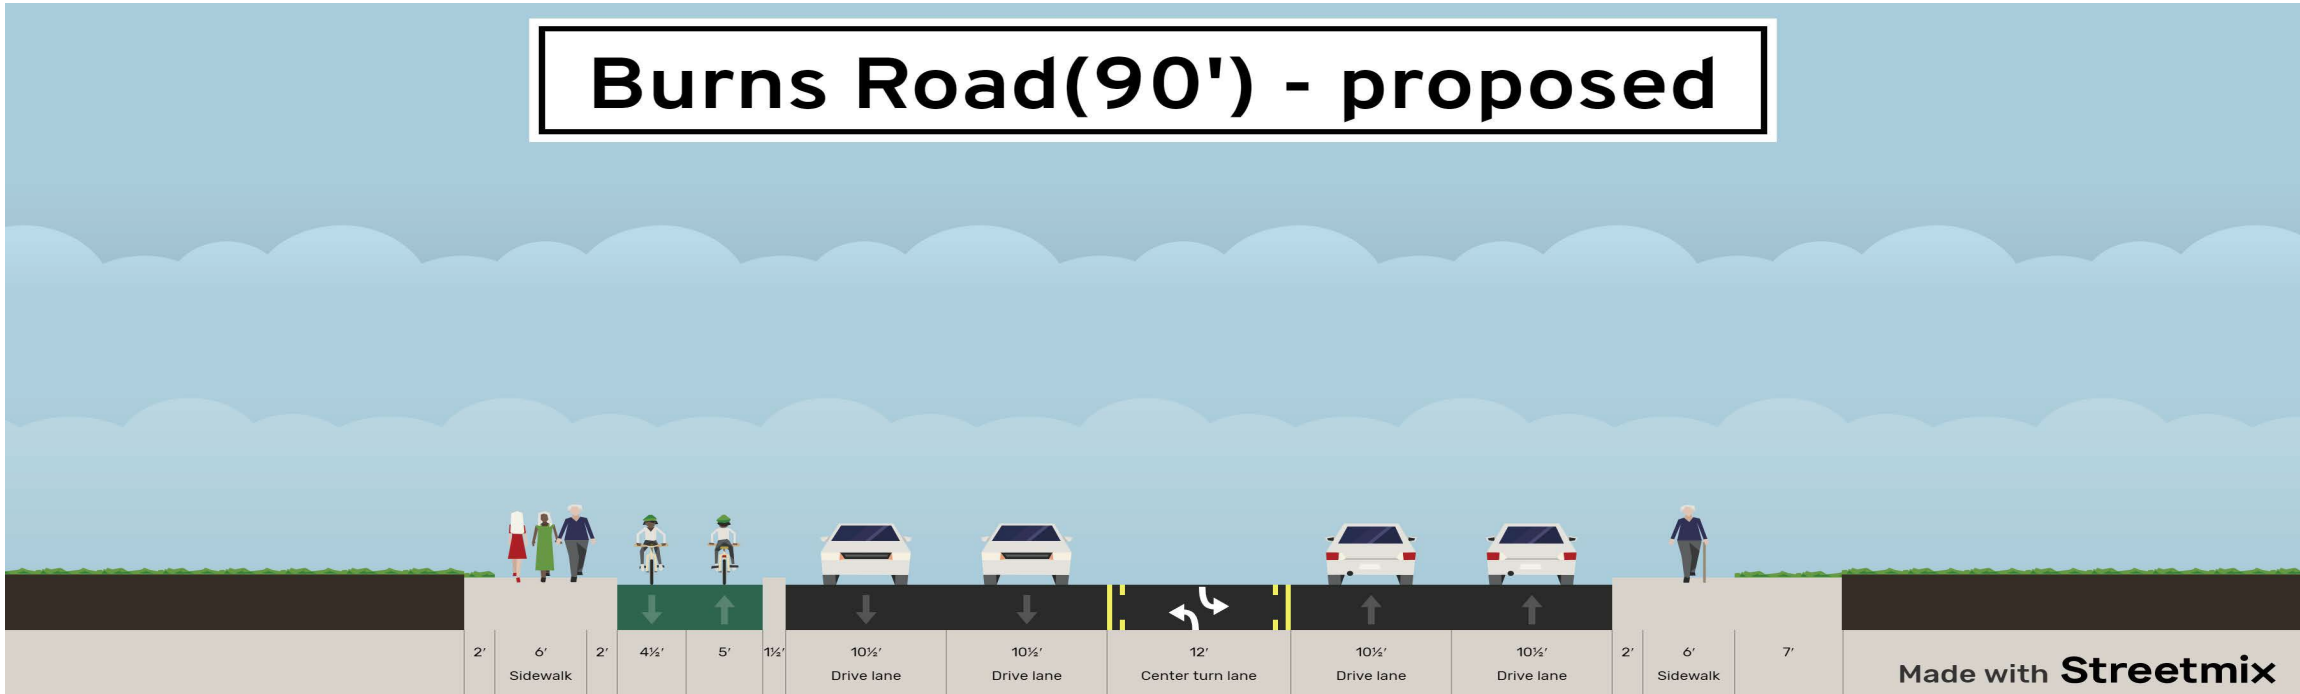 Burns Road(90') - proposed
2' 6' 2' 4½' 5' 1½' 10½' 10½' 12' 10½' 10½' 2' 6' 7'
Sidewalk Drive lane Drive lane Center turn lane Drive lane Drive lane Sidewalk
Made with Streetmix